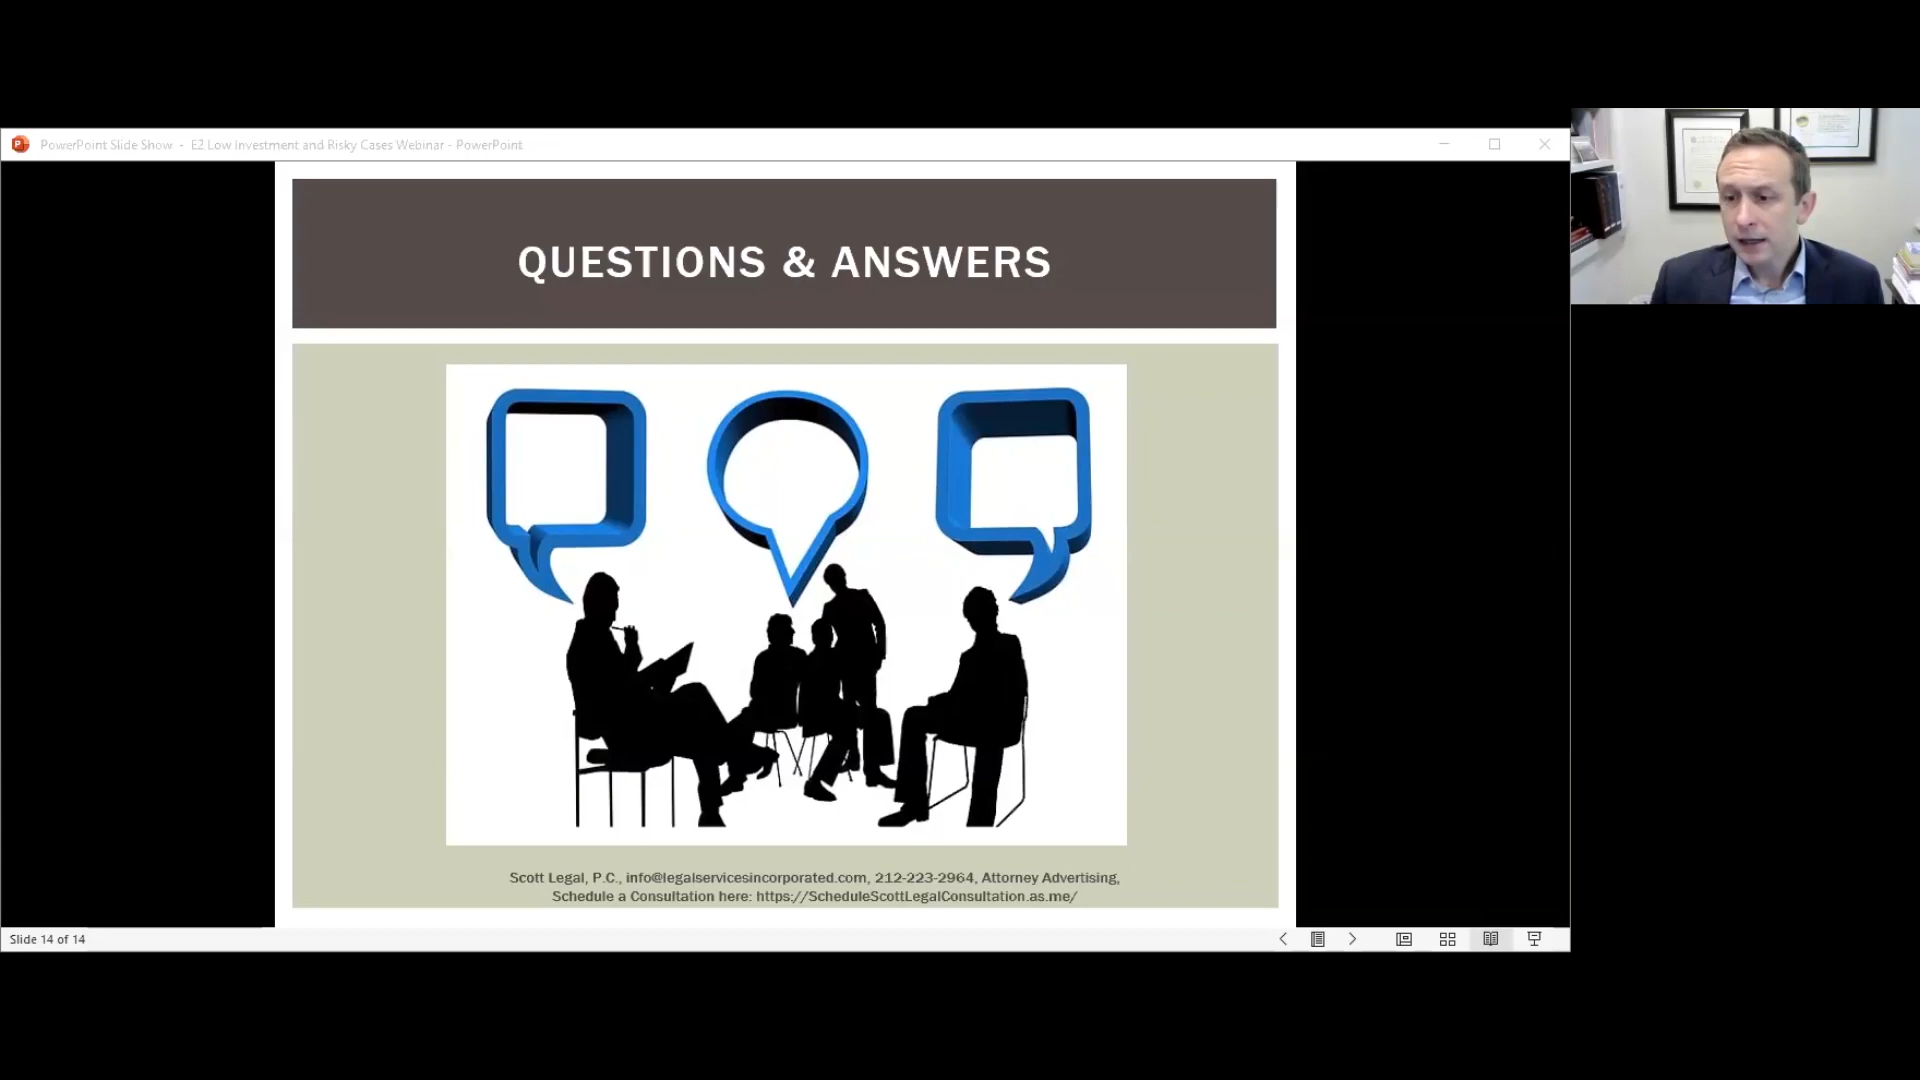 PowerPoint Slide Show - E2 Low Investment and Risky Cases Webinar - PowerPoint
QUESTIONS & ANSWERS
Scott Legal, P.C., info@legalservicesincorporated.com, 212-223-2964, Attorney Advertising,
Schedule a Consultation here: https://ScheduleScottLegalConsultation.as.me/
Slide 14 of 14